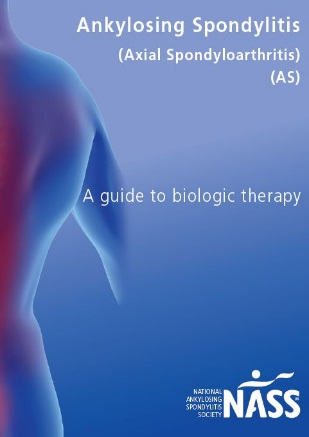 Ankylosing Spondylitis
(Axial Spondyloarthritis)
(AS)
A guide to biologic therapy
NATIONAL
ANKYLOSING
SPONDYLITIS
SOCIETY
NASS